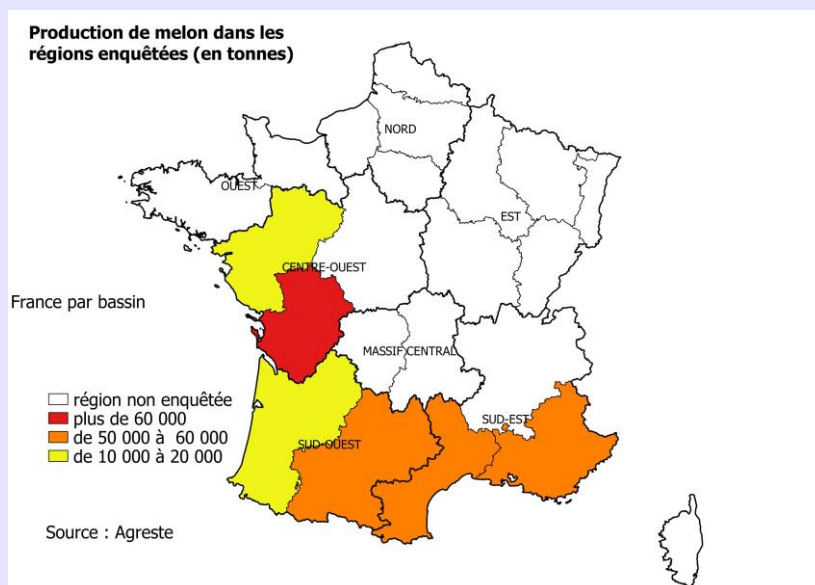 Production de melon dans les
régions enquêtées (en tonnes)
NORD
OUEST
EST
CENTRE-OUEST
France par bassin
MASSIF CENTRAL
région non enquêtée
plus de 60 000
de 50 000 à  60 000
de 10 000 à 20 000
SUD-EST
SUD-OUEST
Source : Agreste